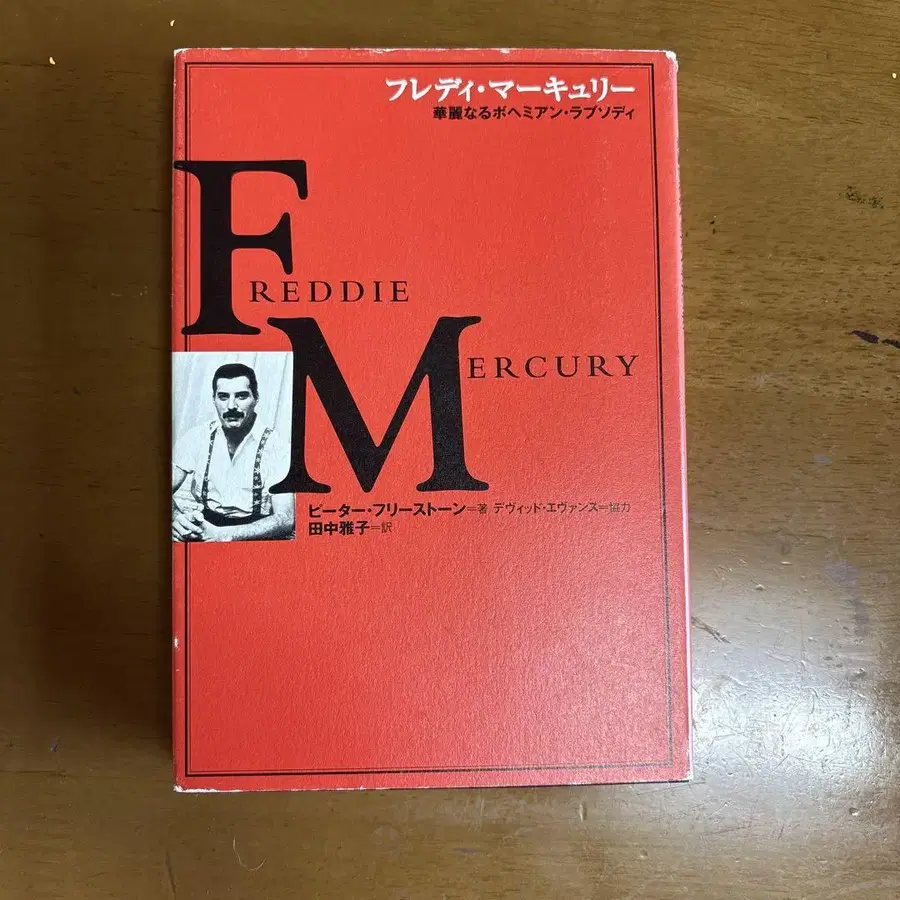 フレディ・マーキュリー
華麗なるボヘミアン・ラプソディ
FREDDIE
MERCURY
ピーター・フリーストーン=著 デヴィッド・エヴァンス=協力
田中雅子=訳